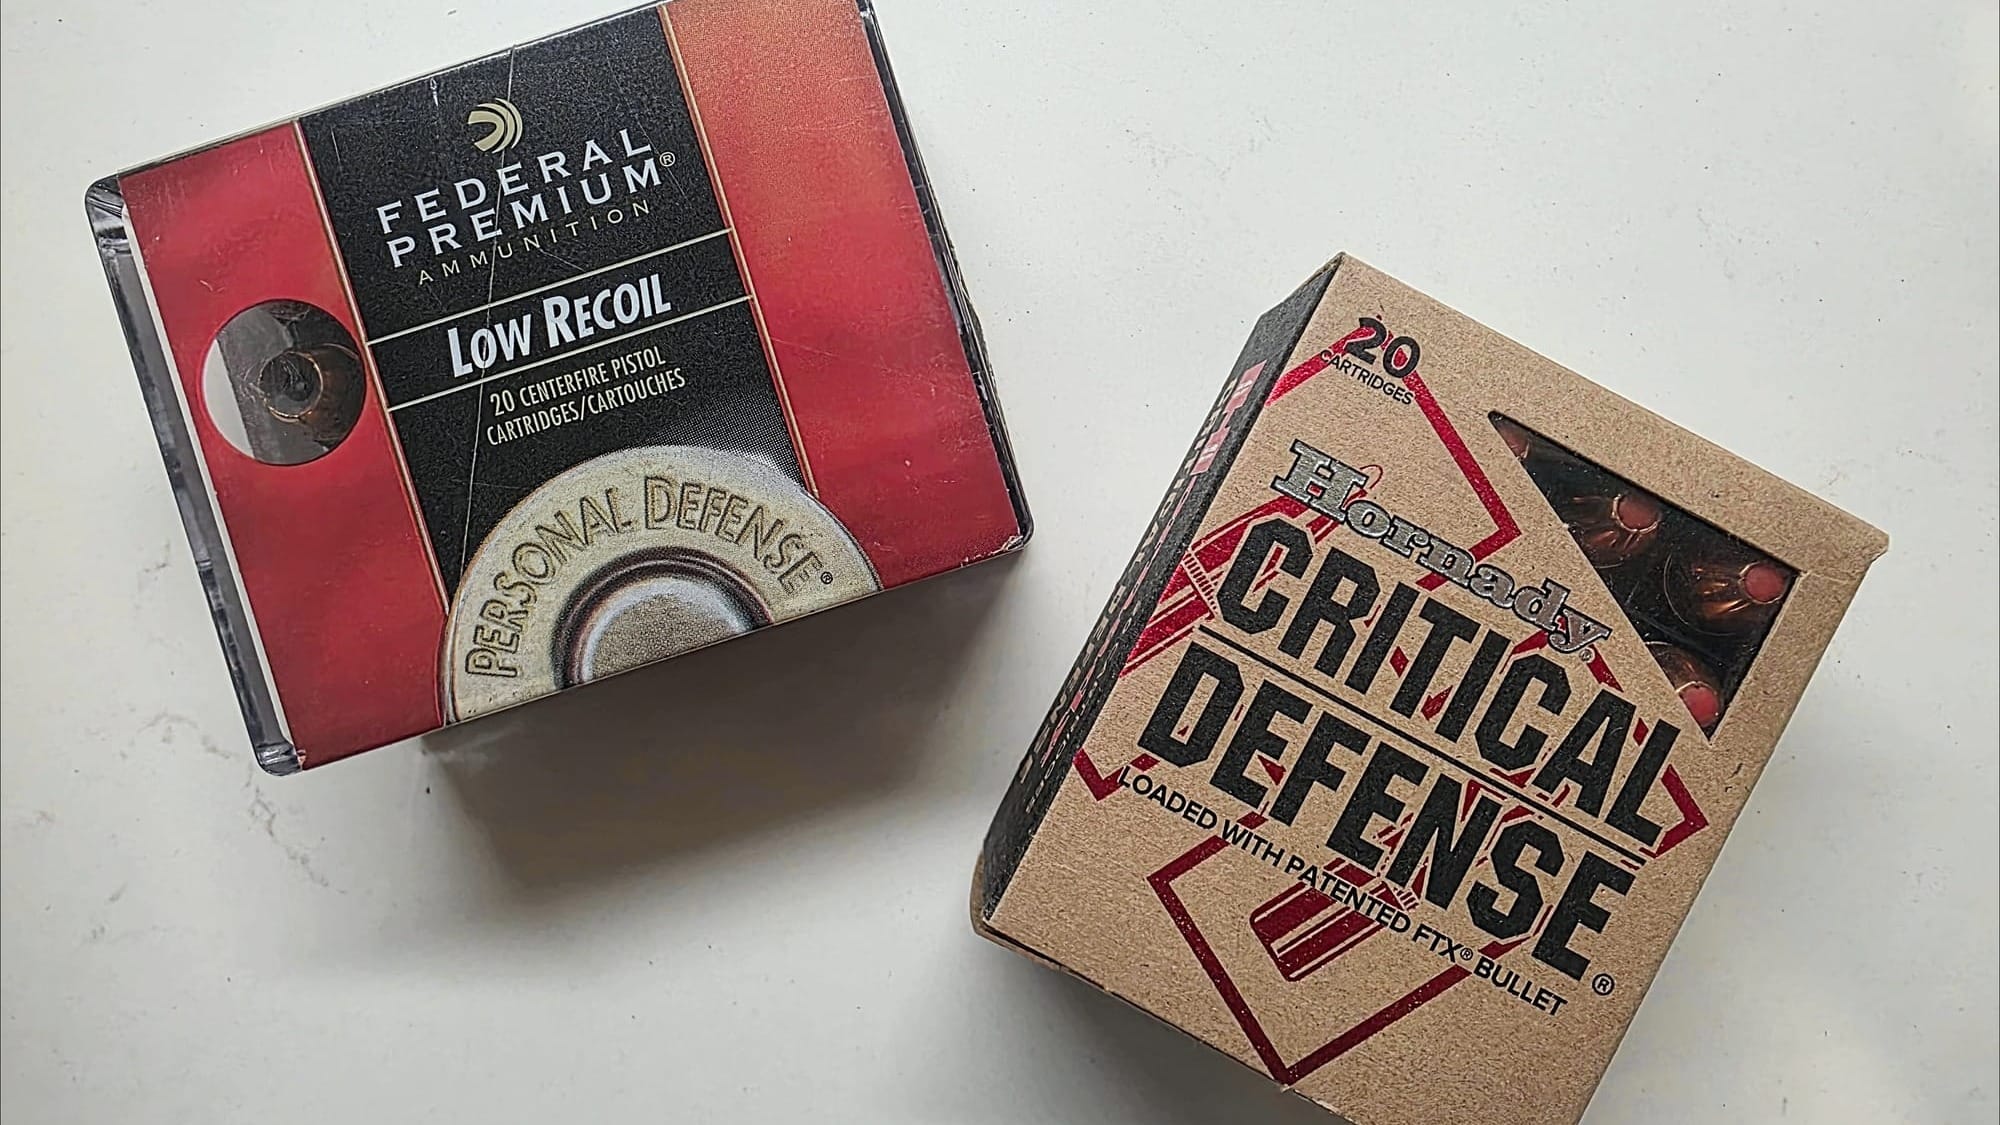 FEDERAL
PREMIUM®
AMMUNITION
LOW RECOIL
20 CENTERFIRE PISTOL
CARTRIDGES/CARTOUCHES
PERSONAL DEFENSE®
20
CARTRIDGES
Hornady®
CRITICAL
DEFENSE®
LOADED WITH PATENTED FTX® BULLET